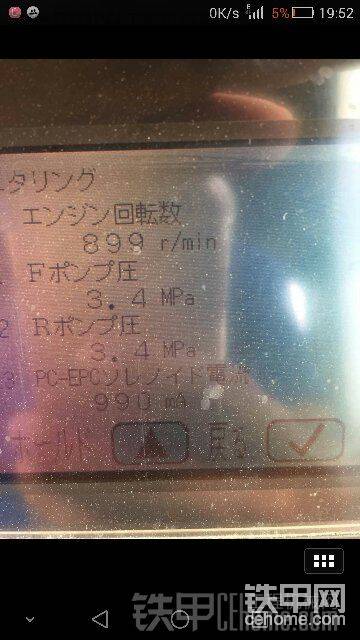 0K/s 5% 19:52
タリング
エンジン回転数
899 r/min
Fポンプ圧
3.4 MPa
2 Rポンプ圧
3.4 MPa
3 PC-EPCソレノイド電流
990 mA
ホールド 戻る
铁甲网